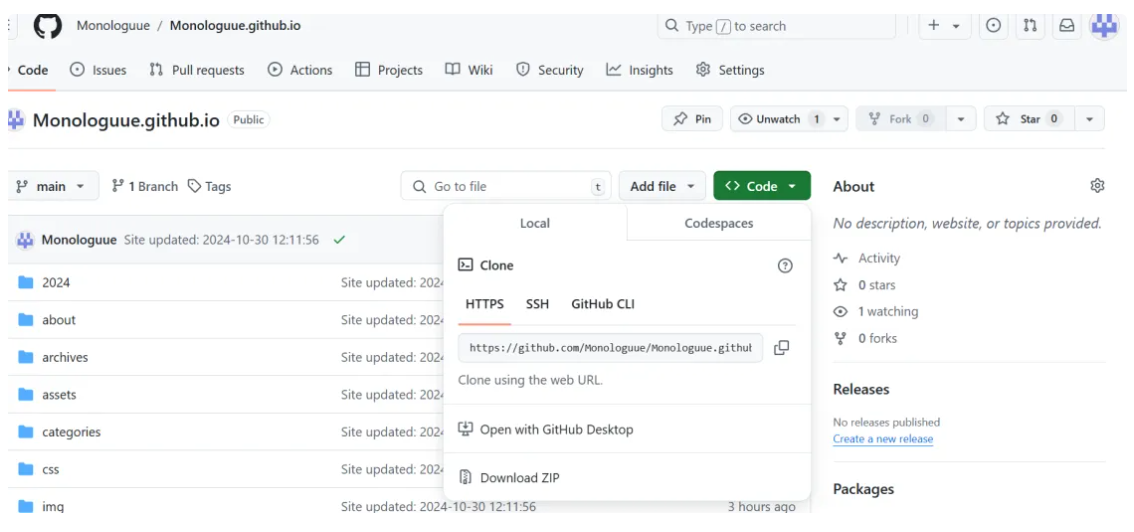 Monologuue / Monologuue.github.io
Type / to search
Code Issues Pull requests Actions Projects Wiki Security Insights Settings
Monologuue.github.io Public
Pin Unwatch 1 Fork 0 Star 0
main 1 Branch Tags
Go to file t
Add file Code
About
No description, website, or topics provided.
Activity
0 stars
1 watching
0 forks
Releases
No releases published
Create a new release
Packages
Monologuue Site updated: 2024-10-30 12:11:56
2024 Site updated: 2024
about Site updated: 2024
archives Site updated: 2024
assets Site updated: 2024
categories Site updated: 2024
css Site updated: 2024
img Site updated: 2024-10-30 12:11:56 3 hours ago
Local Codespaces
Clone
HTTPS SSH GitHub CLI
https://github.com/Monologuue/Monologuue.github
Clone using the web URL.
Open with GitHub Desktop
Download ZIP